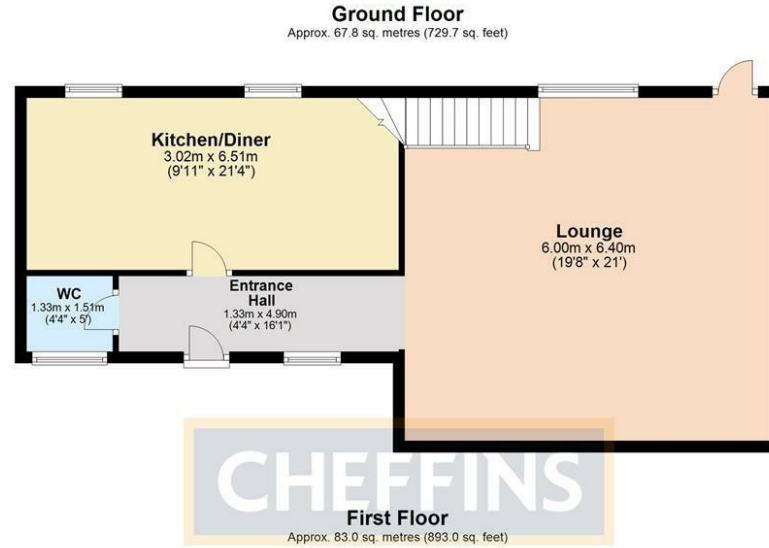 Ground Floor
Approx. 67.8 sq. metres (729.7 sq. feet)
Kitchen/Diner
3.02m x 6.51m
(9'11" x 21'4")
Lounge
6.00m x 6.40m
(19'8" x 21')
WC
1.33m x 1.51m
(4'4" x 5')
Entrance
Hall
1.33m x 4.90m
(4'4" x 16'1")
CHEFFINS
First Floor
Approx. 83.0 sq. metres (893.0 sq. feet)